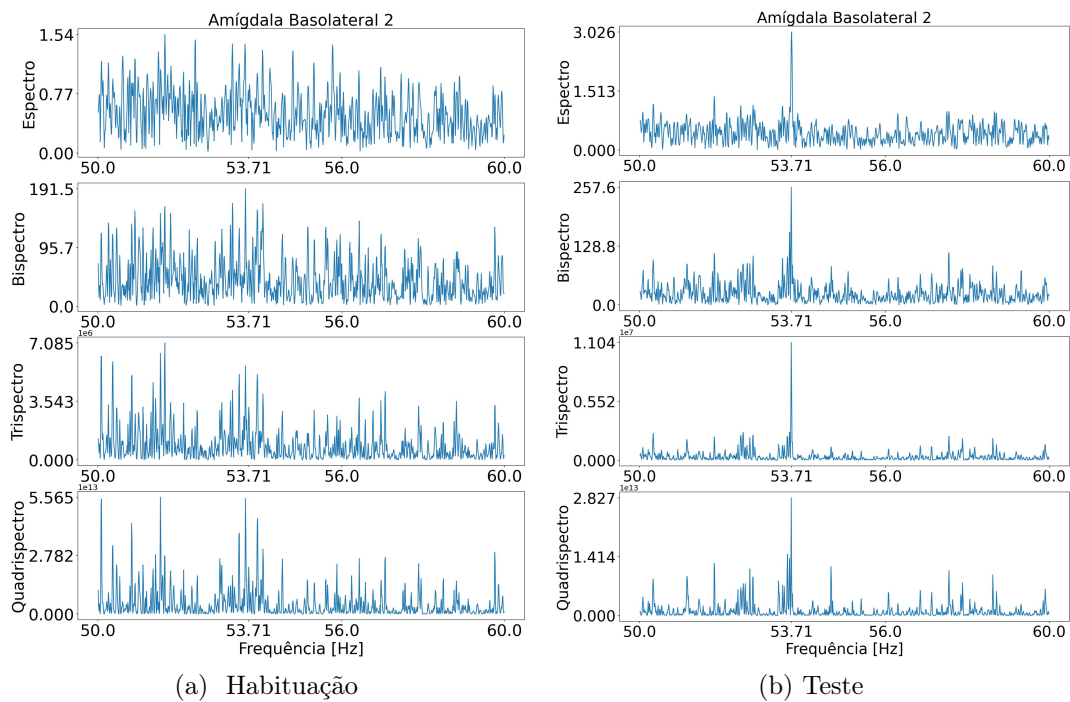 Amígdala Basolateral 2
Espectro
1.54
0.77
0.00
50.0 53.71 56.0 60.0
Bispectro
191.5
95.7
0.0
50.0 53.71 56.0 60.0
1e6
Trispectro
7.085
3.543
0.000
50.0 53.71 56.0 60.0
1e13
Quadrispectro
5.565
2.782
0.000
50.0 53.71 56.0 60.0
Frequência [Hz]
(a) Habituação
Amígdala Basolateral 2
Espectro
3.026
1.513
0.000
50.0 53.71 56.0 60.0
Bispectro
257.6
128.8
0.0
50.0 53.71 56.0 60.0
1e7
Trispectro
1.104
0.552
0.000
50.0 53.71 56.0 60.0
1e13
Quadrispectro
2.827
1.414
0.000
50.0 53.71 56.0 60.0
Frequência [Hz]
(b) Teste